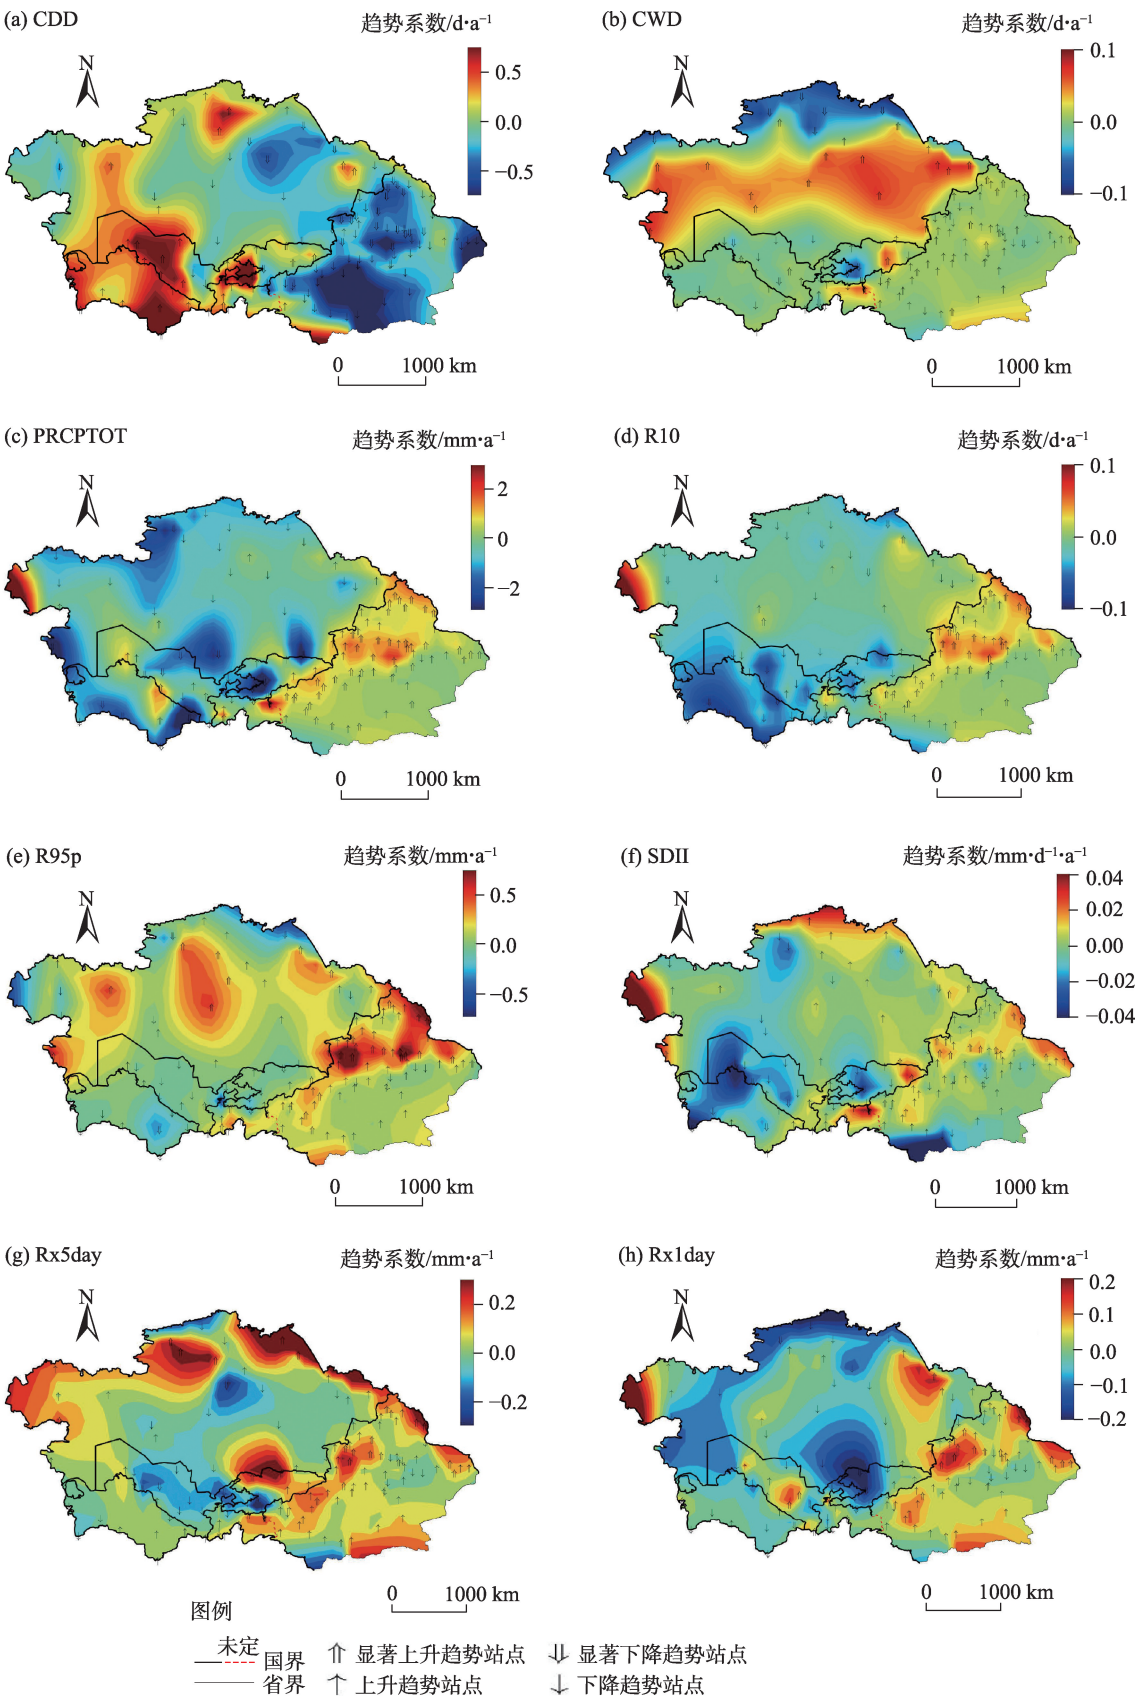 (a) CDD 趋势系数/d·a⁻¹
N
0.5
0.0
−0.5
0 1000 km
(b) CWD 趋势系数/d·a⁻¹
N
0.1
0.0
−0.1
0 1000 km
(c) PRCPTOT 趋势系数/mm·a⁻¹
N
2
0
−2
0 1000 km
(d) R10 趋势系数/d·a⁻¹
N
0.1
0.0
−0.1
0 1000 km
(e) R95p 趋势系数/mm·a⁻¹
N
0.5
0.0
−0.5
0 1000 km
(f) SDII 趋势系数/mm·d⁻¹·a⁻¹
N
0.04
0.02
0.00
−0.02
−0.04
0 1000 km
(g) Rx5day 趋势系数/mm·a⁻¹
N
0.2
0.0
−0.2
0 1000 km
(h) Rx1day 趋势系数/mm·a⁻¹
N
0.2
0.1
0.0
−0.1
−0.2
0 1000 km
图例
未定
国界 ⇑ 显著上升趋势站点 ⇓ 显著下降趋势站点
省界 ↑ 上升趋势站点 ↓ 下降趋势站点